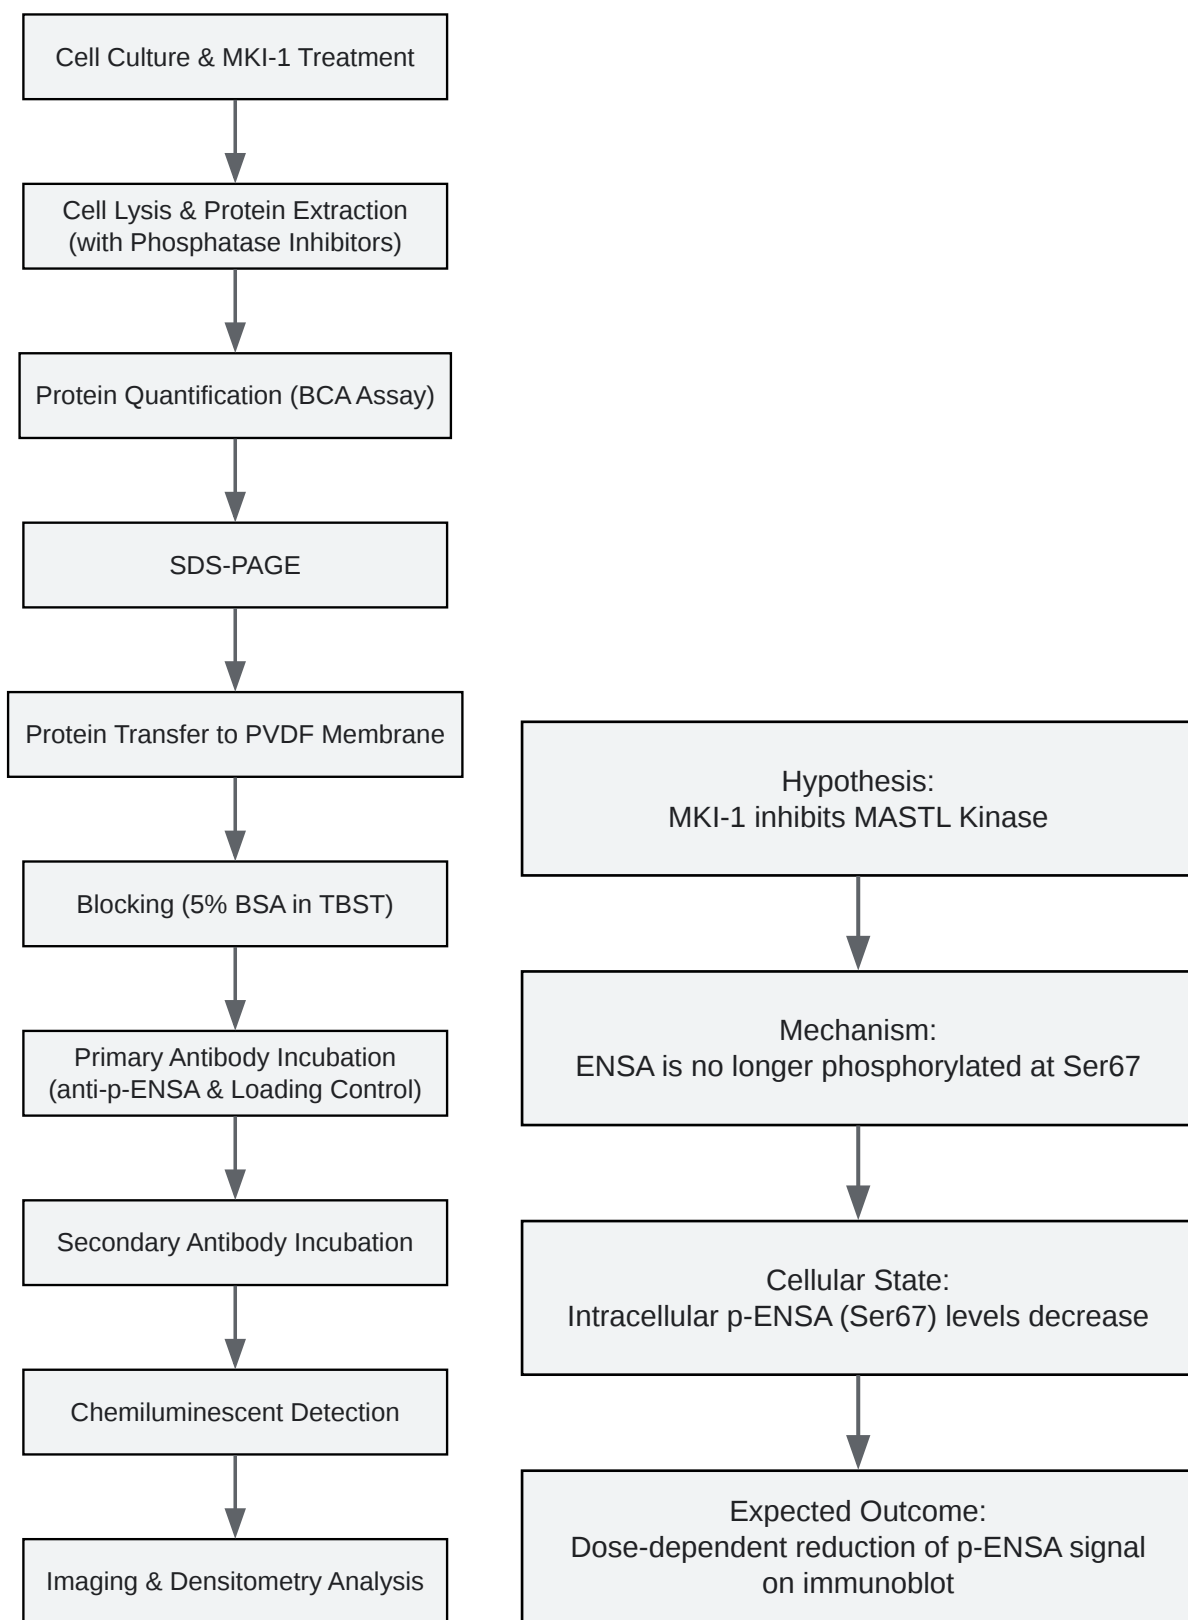 Cell Culture & MKI-1 Treatment
Cell Lysis & Protein Extraction
(with Phosphatase Inhibitors)
Protein Quantification (BCA Assay)
SDS-PAGE
Protein Transfer to PVDF Membrane
Blocking (5% BSA in TBST)
Primary Antibody Incubation
(anti-p-ENSA & Loading Control)
Secondary Antibody Incubation
Chemiluminescent Detection
Imaging & Densitometry Analysis
Hypothesis:
MKI-1 inhibits MASTL Kinase
Mechanism:
ENSA is no longer phosphorylated at Ser67
Cellular State:
Intracellular p-ENSA (Ser67) levels decrease
Expected Outcome:
Dose-dependent reduction of p-ENSA signal
on immunoblot